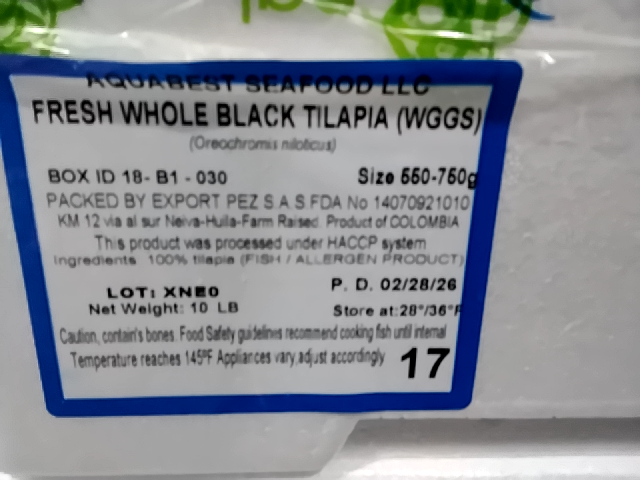 AQUABEST SEAFOOD LLC
FRESH WHOLE BLACK TILAPIA (WGGS)
(Oreochromis niloticus)
BOX ID 18- B1 - 030 Size 550-750g
PACKED BY EXPORT PEZ S.A.S.FDA No 14070921010
KM 12 via al sur Neiva-Huila-Farm Raised. Product of COLOMBIA
This product was processed under HACCP system
Ingredients 100% tilapia (FISH / ALLERGEN PRODUCT)
LOT: XNE0 P. D. 02/28/26
Net Weight: 10 LB Store at:28°/36°F
Caution, contain's bones. Food Safety guidelines recommend cooking fish until internal
Temperature reaches 145ºF Appliances vary,adjust accordingly 17